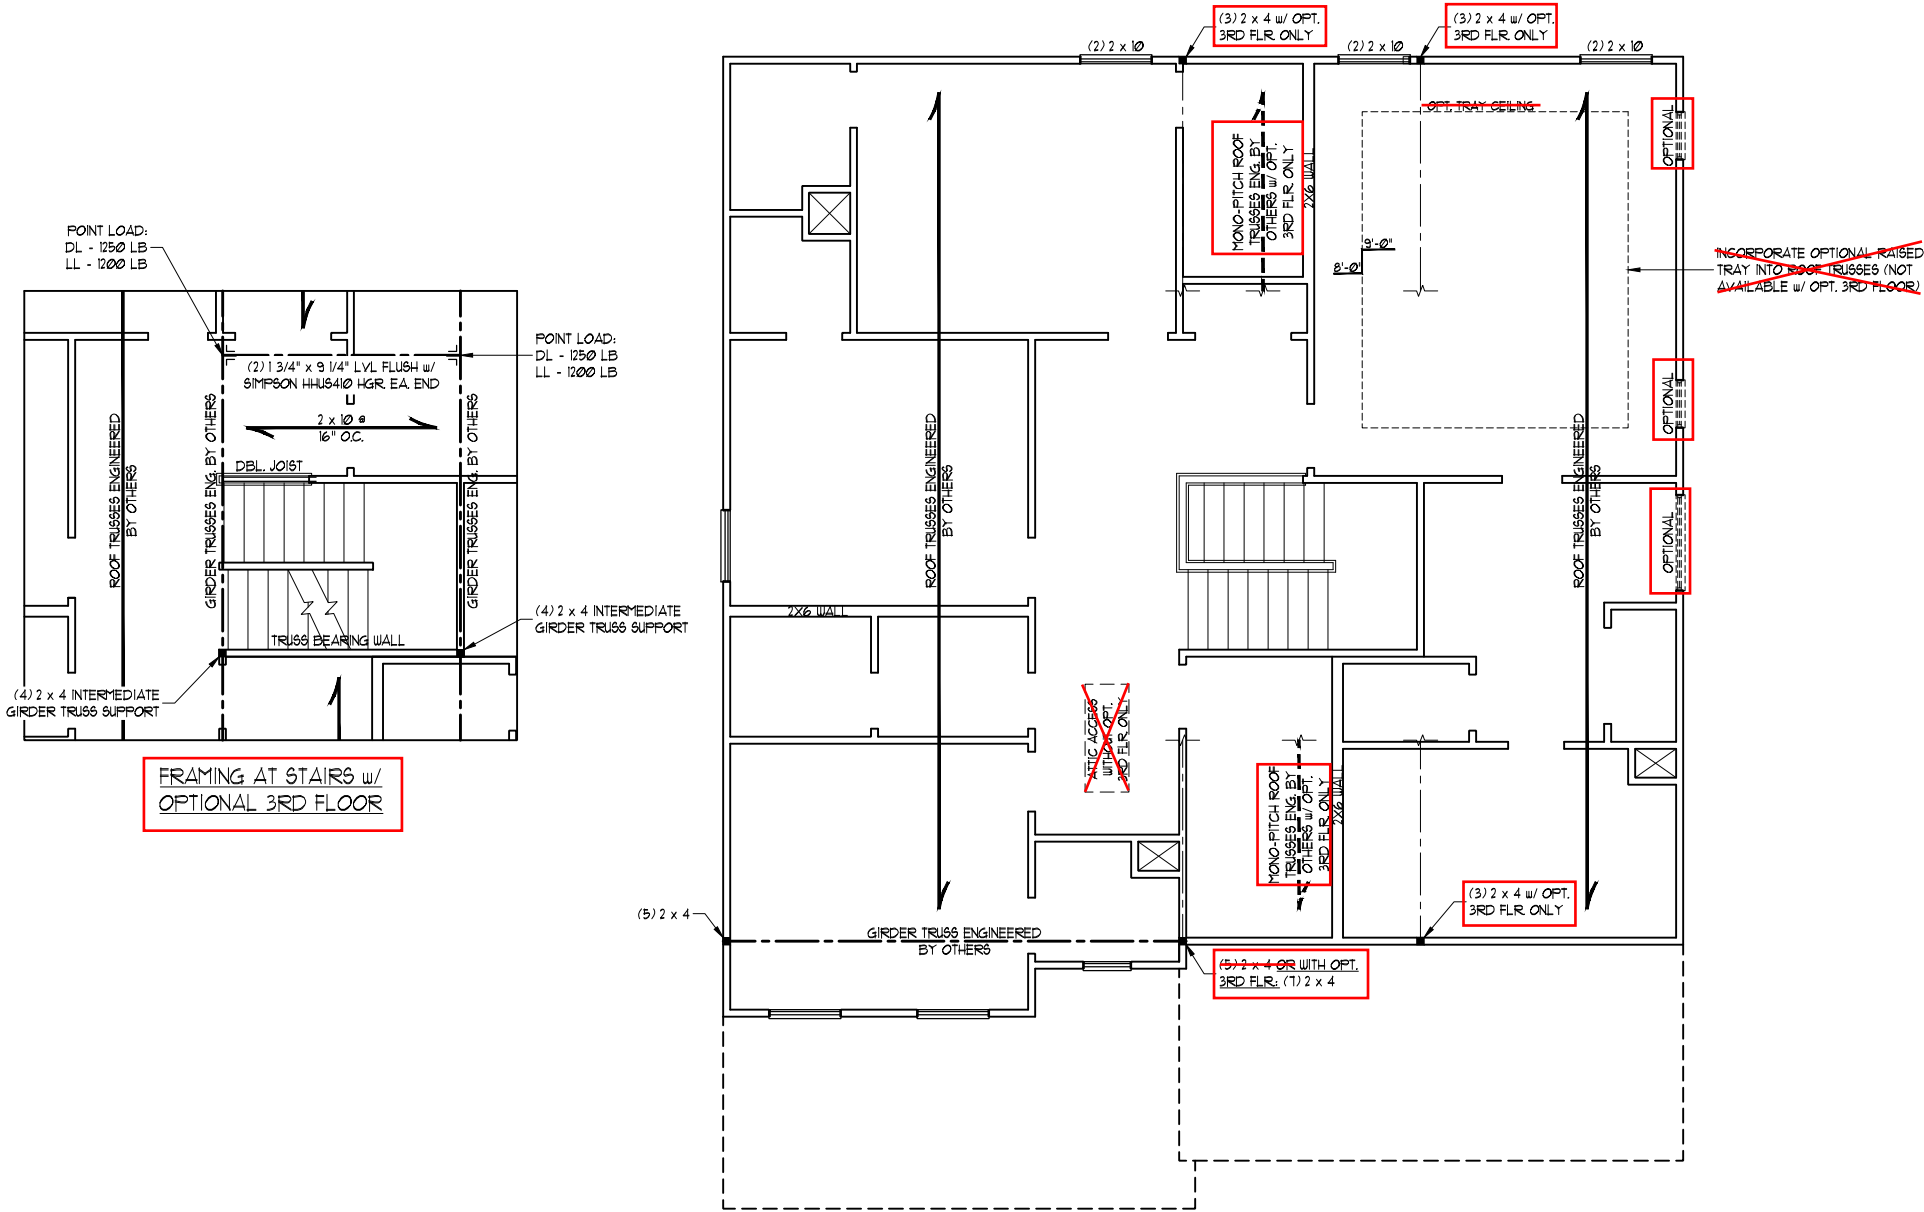 (3) 2 x 4 w/ OPT.
3RD FLR. ONLY
(3) 2 x 4 w/ OPT.
3RD FLR. ONLY
(2) 2 x 10
(2) 2 x 10
(2) 2 x 10
OPT. TRAY CEILING
OPTIONAL
MONO-PITCH ROOF
TRUSSES ENG. BY
OTHERS w/ OPT.
3RD FLR. ONLY
2X6 WALL
9'-0"
8'-0"
INCORPORATE OPTIONAL RAISED
TRAY INTO ROOF TRUSSES (NOT
AVAILABLE w/ OPT. 3RD FLOOR)
POINT LOAD:
DL - 1250 LB
LL - 1200 LB
POINT LOAD:
DL - 1250 LB
LL - 1200 LB
(2) 1 3/4" x 9 1/4" LVL FLUSH w/
SIMPSON HHUS410 HGR. EA. END
2 x 10 @
16" O.C.
DBL. JOIST
ROOF TRUSSES ENGINEERED
BY OTHERS
GIRDER TRUSSES ENG. BY OTHERS
GIRDER TRUSSES ENG. BY OTHERS
TRUSS BEARING WALL
(4) 2 x 4 INTERMEDIATE
GIRDER TRUSS SUPPORT
(4) 2 x 4 INTERMEDIATE
GIRDER TRUSS SUPPORT
FRAMING AT STAIRS w/
OPTIONAL 3RD FLOOR
ROOF TRUSSES ENGINEERED
BY OTHERS
ROOF TRUSSES ENGINEERED
BY OTHERS
OPTIONAL
OPTIONAL
2X6 WALL
ATTIC ACCESS
WITHOUT OPT.
3RD FLR. ONLY
MONO-PITCH ROOF
TRUSSES ENG. BY
OTHERS w/ OPT.
3RD FLR. ONLY
2X6 WALL
(3) 2 x 4 w/ OPT.
3RD FLR. ONLY
(5) 2 x 4
GIRDER TRUSS ENGINEERED
BY OTHERS
(5) 2 x 4 OR WITH OPT.
3RD FLR.: (7) 2 x 4